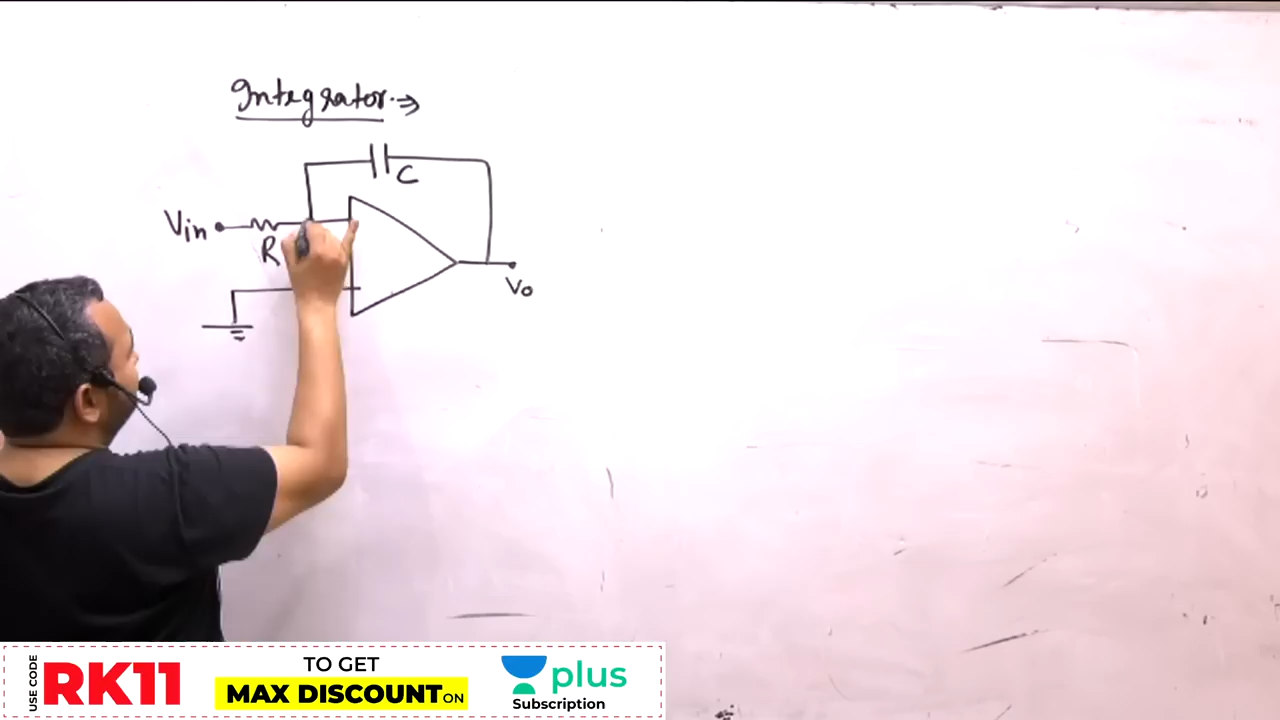 Integrator →
C
Vin
R
Vo
USE CODE
RK11
TO GET
MAX DISCOUNT ON
plus
Subscription